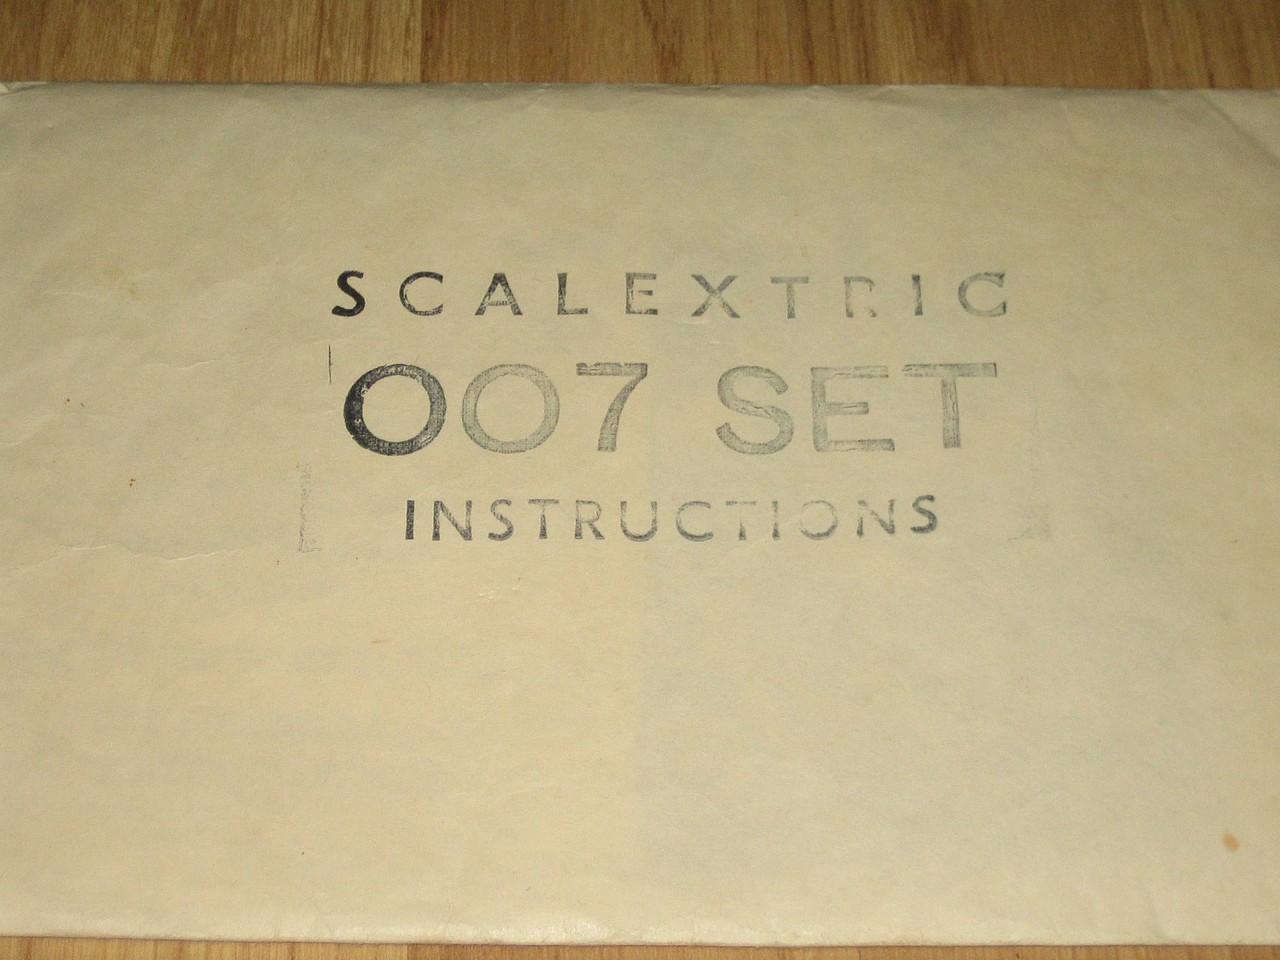 SCALEXTRIC
007 SET
INSTRUCTIONS